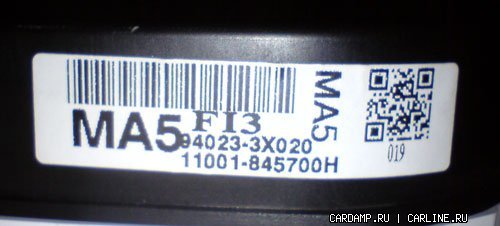 FI3
MA5
94023-3X020
11001-845700H
MA5
019
CARDAMP.RU | CARLINE.RU